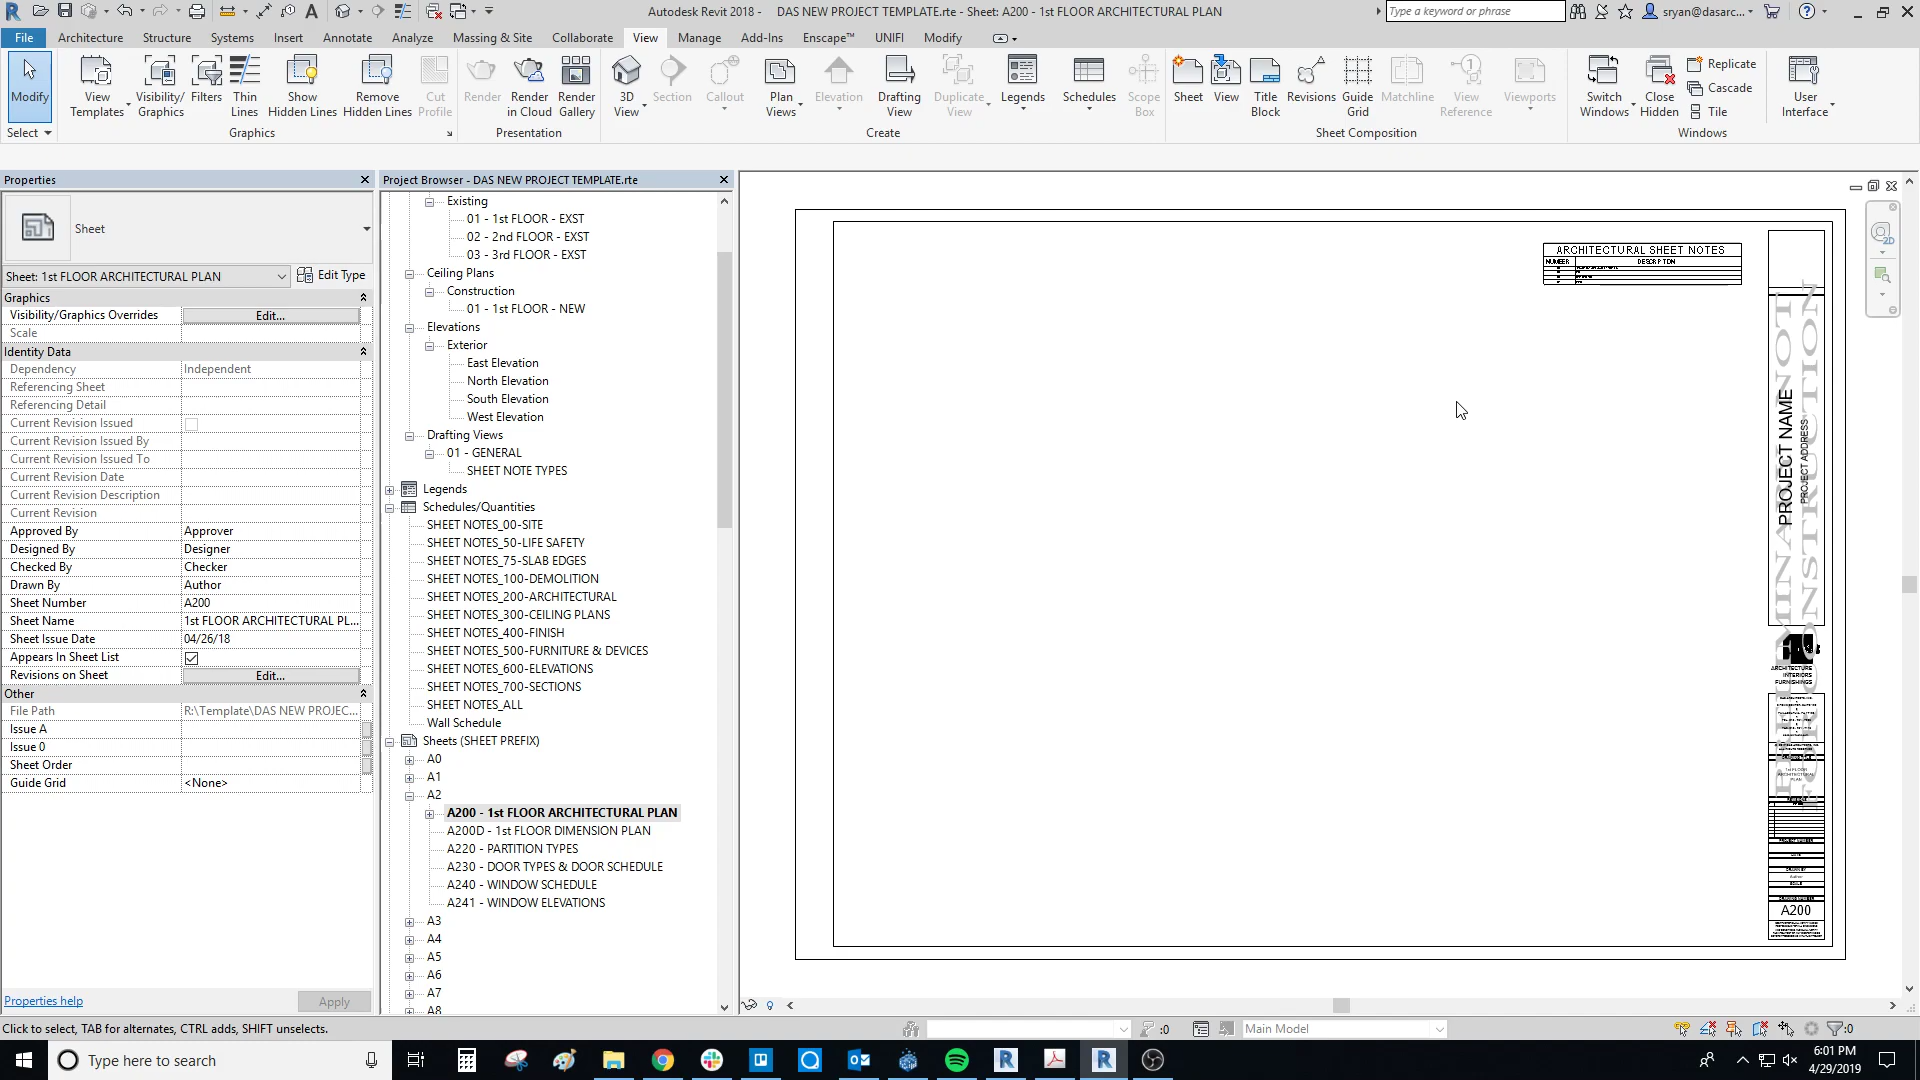 Autodesk Revit 2018 - DAS NEW PROJECT TEMPLATE.rte - Sheet: A200 - 1st FLOOR ARCHITECTURAL PLAN
Type a keyword or phrase
sryan@dasarc...
File Architecture Structure Systems Insert Annotate Analyze Massing & Site Collaborate View Manage Add-Ins Enscape™ UNIFI Modify
Modify
View Templates
Visibility/ Graphics
Filters
Thin Lines
Show Hidden Lines
Remove Hidden Lines
Cut Profile
Render
Render in Cloud
Render Gallery
3D View
Section
Callout
Plan Views
Elevation
Drafting View
Duplicate View
Legends
Schedules
Scope Box
Sheet
View
Title Block
Revisions
Guide Grid
Matchline
View Reference
Viewports
Switch Windows
Close Hidden
Replicate
Cascade
Tile
User Interface
Select Graphics Presentation Create Sheet Composition Windows
Properties
Sheet
Sheet: 1st FLOOR ARCHITECTURAL PLAN Edit Type
Graphics
Visibility/Graphics Overrides Edit...
Scale
Identity Data
Dependency Independent
Referencing Sheet
Referencing Detail
Current Revision Issued
Current Revision Issued By
Current Revision Issued To
Current Revision Date
Current Revision Description
Current Revision
Approved By Approver
Designed By Designer
Checked By Checker
Drawn By Author
Sheet Number A200
Sheet Name 1st FLOOR ARCHITECTURAL PL...
Sheet Issue Date 04/26/18
Appears In Sheet List
Revisions on Sheet Edit...
Other
File Path R:\Template\DAS NEW PROJEC...
Issue A
Issue 0
Sheet Order
Guide Grid <None>
Properties help Apply
Project Browser - DAS NEW PROJECT TEMPLATE.rte
Existing
01 - 1st FLOOR - EXST
02 - 2nd FLOOR - EXST
03 - 3rd FLOOR - EXST
Ceiling Plans
Construction
01 - 1st FLOOR - NEW
Elevations
Exterior
East Elevation
North Elevation
South Elevation
West Elevation
Drafting Views
01 - GENERAL
SHEET NOTE TYPES
Legends
Schedules/Quantities
SHEET NOTES_00-SITE
SHEET NOTES_50-LIFE SAFETY
SHEET NOTES_75-SLAB EDGES
SHEET NOTES_100-DEMOLITION
SHEET NOTES_200-ARCHITECTURAL
SHEET NOTES_300-CEILING PLANS
SHEET NOTES_400-FINISH
SHEET NOTES_500-FURNITURE & DEVICES
SHEET NOTES_600-ELEVATIONS
SHEET NOTES_700-SECTIONS
SHEET NOTES_ALL
Wall Schedule
Sheets (SHEET PREFIX)
A0
A1
A2
A200 - 1st FLOOR ARCHITECTURAL PLAN
A200D - 1st FLOOR DIMENSION PLAN
A220 - PARTITION TYPES
A230 - DOOR TYPES & DOOR SCHEDULE
A240 - WINDOW SCHEDULE
A241 - WINDOW ELEVATIONS
A3
A4
A5
A6
A7
A8
ARCHITECTURAL SHEET NOTES
NUMBER DESCRIPTION
PROJECT NAME
PROJECT ADDRESS
ARCHITECTURE
INTERIORS
FURNISHINGS
A200
2D
Click to select, TAB for alternates, CTRL adds, SHIFT unselects.
:0
Main Model
:0
Type here to search
6:01 PM
4/29/2019